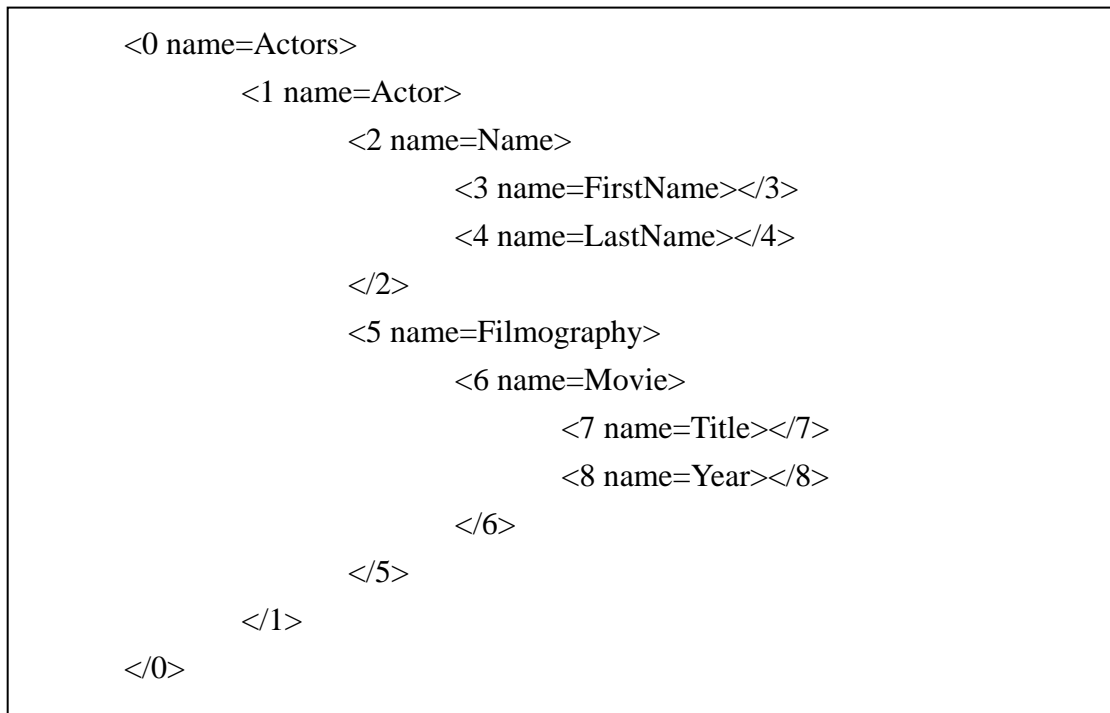 <0 name=Actors>
<1 name=Actor>
<2 name=Name>
<3 name=FirstName></3>
<4 name=LastName></4>
</2>
<5 name=Filmography>
<6 name=Movie>
<7 name=Title></7>
<8 name=Year></8>
</6>
</5>
</1>
</0>